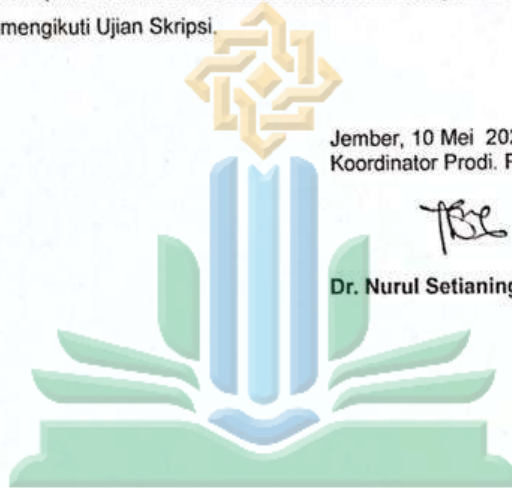 mengikuti Ujian Skripsi.
Jember, 10 Mei 202
Koordinator Prodi.
Dr. Nurul Setianing